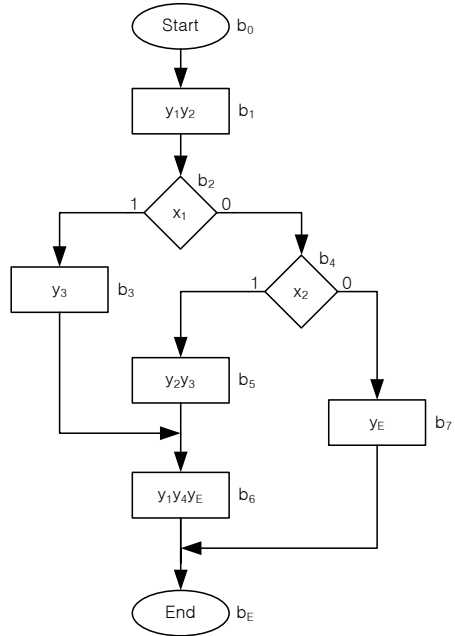 Start b₀
y₁y₂ b₁
b₂
1 x₁ 0
b₄
y₃ b₃
1 x₂ 0
y₂y₃ b₅
y_E b₇
y₁y₄y_E b₆
End b_E